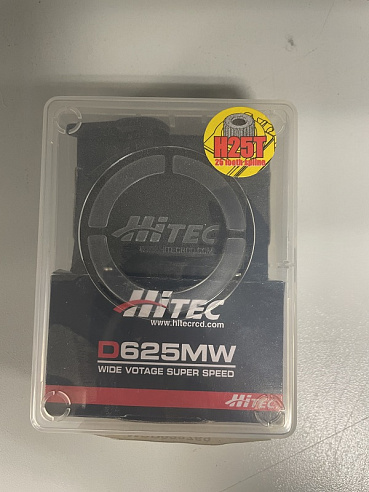 H25T
25 tooth spline
HiTEC
HiTEC
www.hitecrcd.com
D625MW
WIDE VOTAGE SUPER SPEED
HiTEC